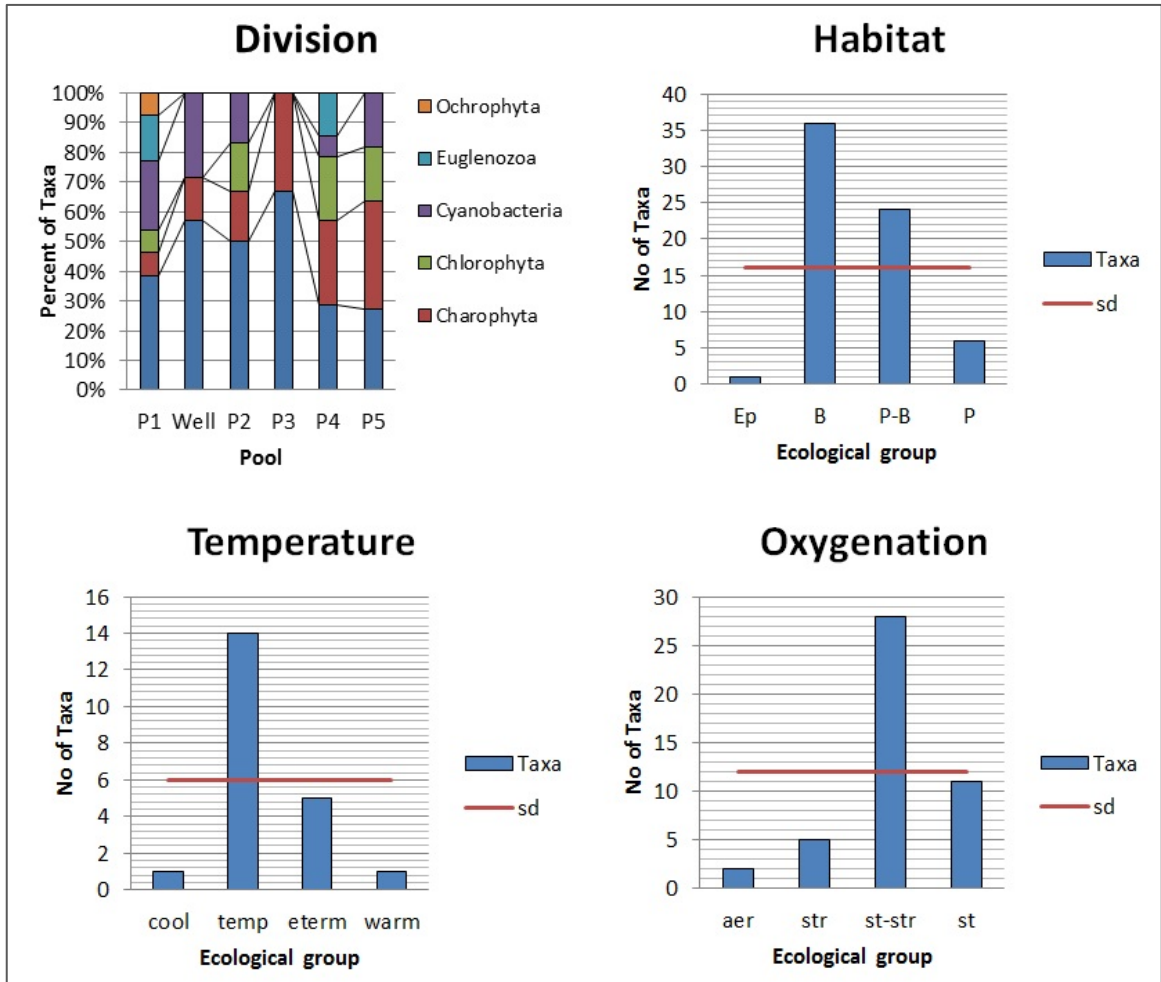 Division
Percent of Taxa
100%
90%
80%
70%
60%
50%
40%
30%
20%
10%
0%
P1 Well P2 P3 P4 P5
Pool
Ochrophyta
Euglenozoa
Cyanobacteria
Chlorophyta
Charophyta
Habitat
No of Taxa
40
35
30
25
20
15
10
5
0
Ep B P-B P
Ecological group
Taxa
sd
Temperature
No of Taxa
16
14
12
10
8
6
4
2
0
cool temp eterm warm
Ecological group
Taxa
sd
Oxygenation
No of Taxa
30
25
20
15
10
5
0
aer str st-str st
Ecological group
Taxa
sd